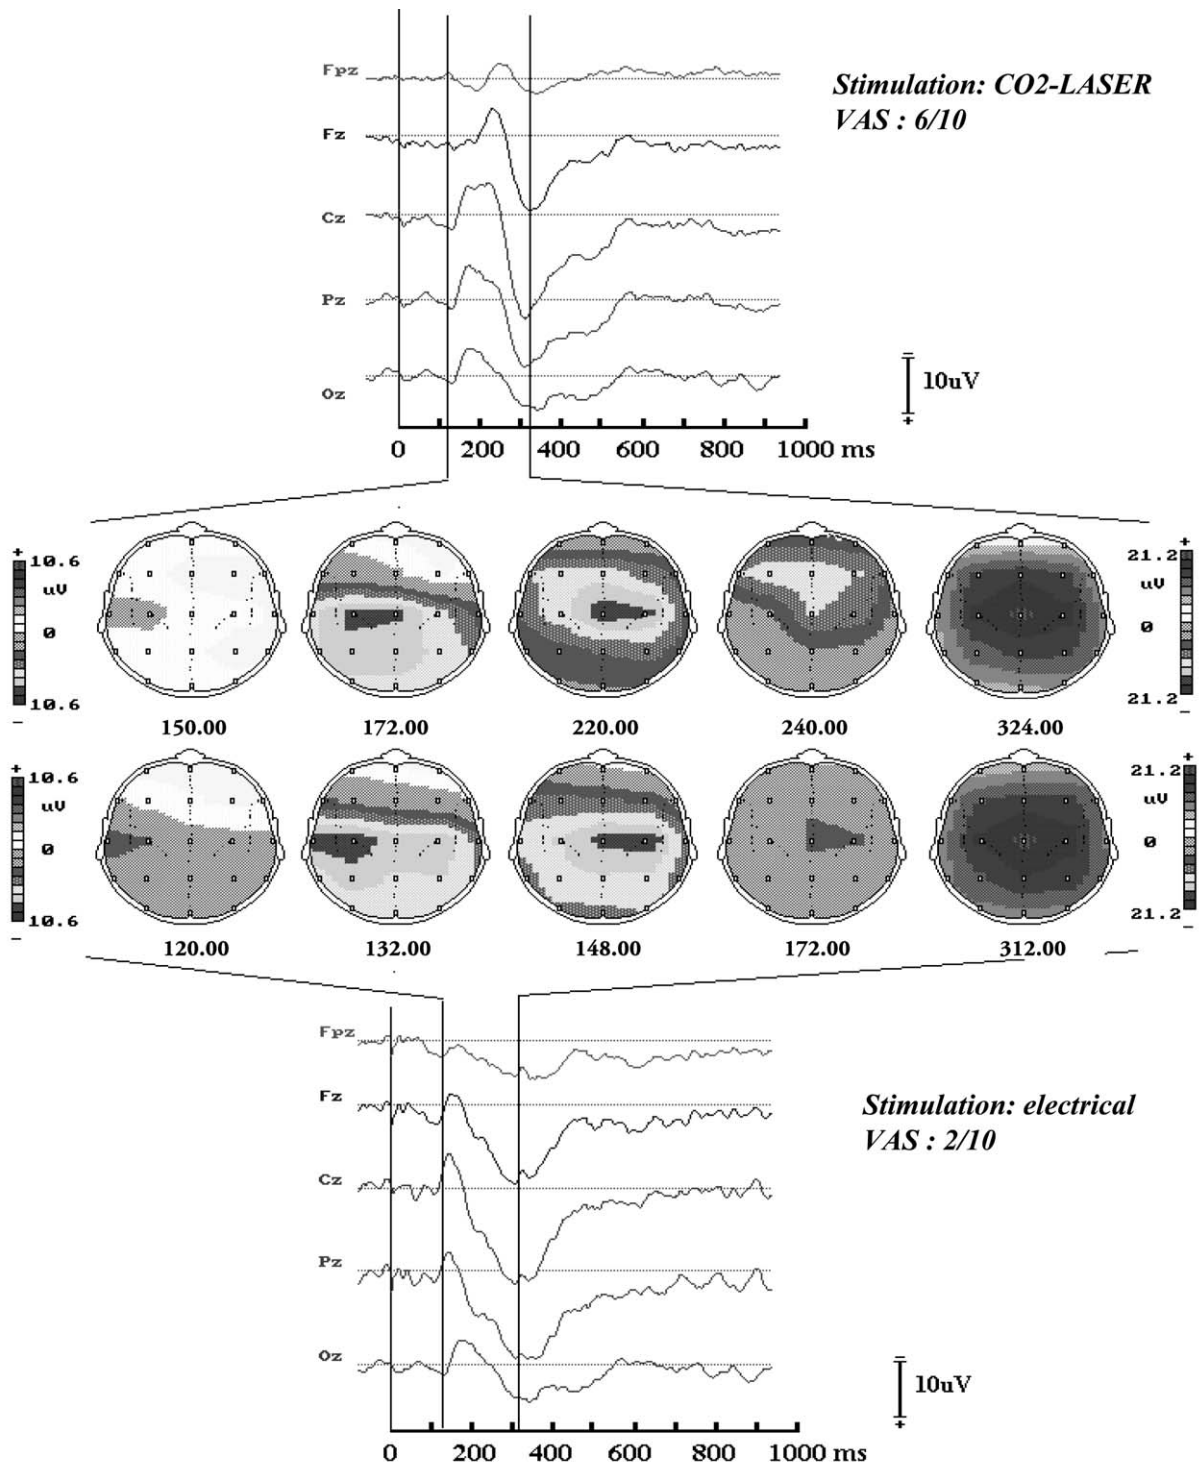 Fpz
Stimulation: CO2-LASER
VAS : 6/10
Fz
Cz
Pz
Oz
−
10uV
+
0 200 400 600 800 1000 ms
+
10.6
uV
0
10.6
−
+
21.2
uV
0
21.2
−
150.00 172.00 220.00 240.00 324.00
+
10.6
uV
0
10.6
−
+
21.2
uV
0
21.2
−
120.00 132.00 148.00 172.00 312.00
Fpz
Fz
Stimulation: electrical
VAS : 2/10
Cz
Pz
Oz
−
10uV
+
0 200 400 600 800 1000 ms